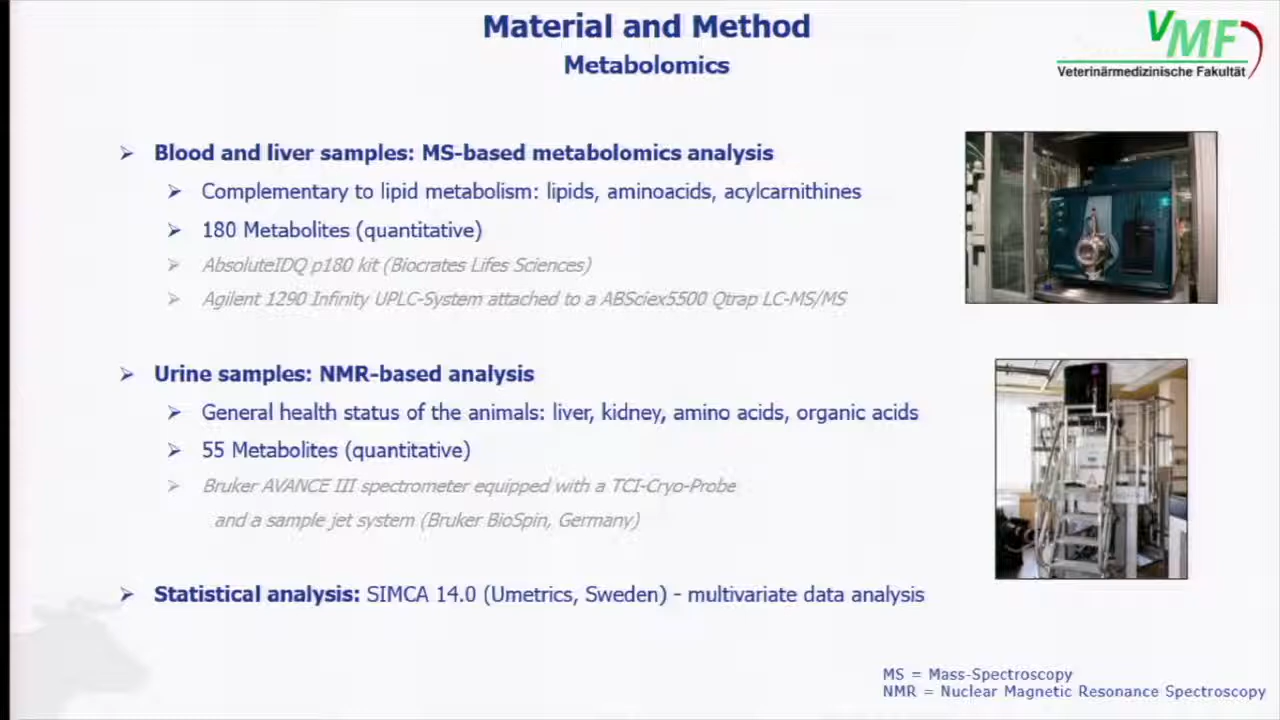 Material and Method
Metabolomics
VMF
Veterinärmedizinische Fakultät
Blood and liver samples: MS-based metabolomics analysis
Complementary to lipid metabolism: lipids, aminoacids, acylcarnithines
180 Metabolites (quantitative)
AbsoluteIDQ p180 kit (Biocrates Lifes Sciences)
Agilent 1290 Infinity UPLC-System attached to a ABSciex5500 Qtrap LC-MS/MS
Urine samples: NMR-based analysis
General health status of the animals: liver, kidney, amino acids, organic acids
55 Metabolites (quantitative)
Bruker AVANCE III spectrometer equipped with a TCI-Cryo-Probe
and a sample jet system (Bruker BioSpin, Germany)
Statistical analysis: SIMCA 14.0 (Umetrics, Sweden) - multivariate data analysis
MS = Mass-Spectroscopy
NMR = Nuclear Magnetic Resonance Spectroscopy